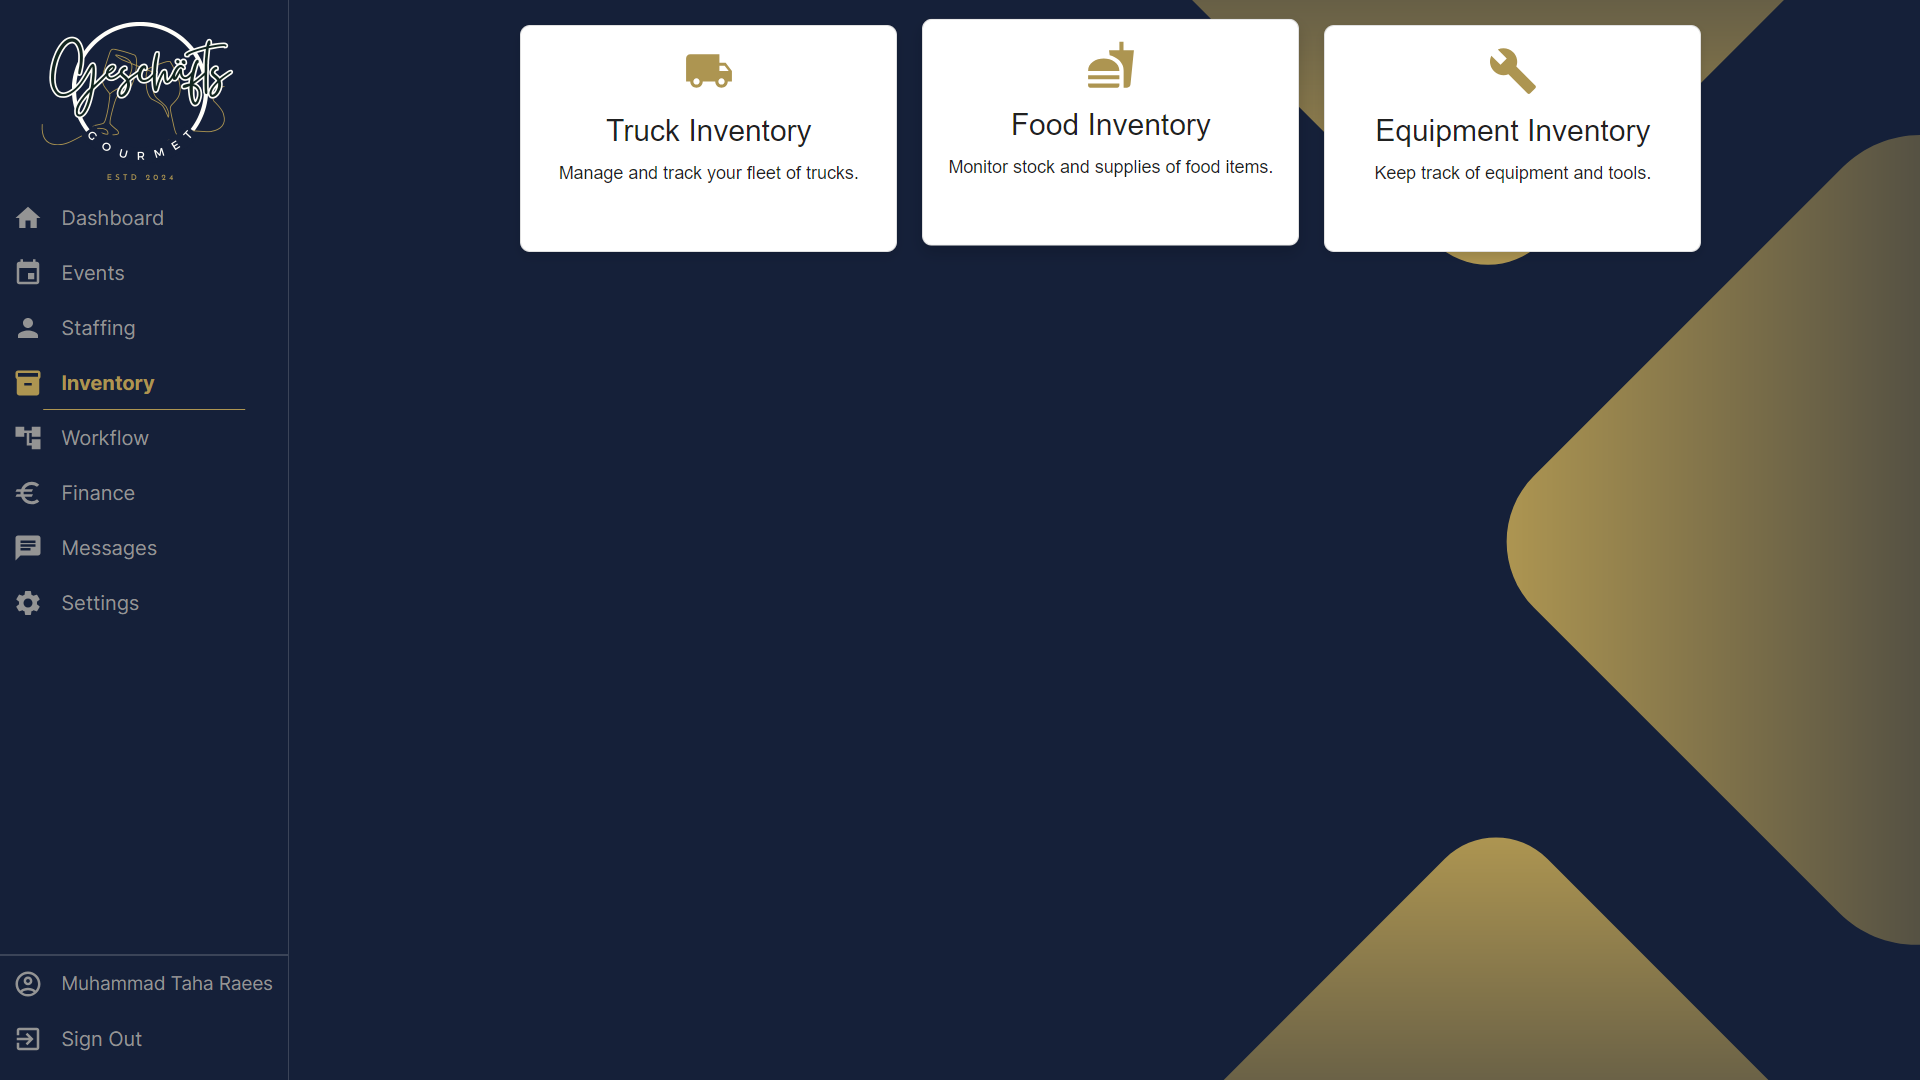 Geschäfts
GOURMET
ESTD 2024
Dashboard
Events
Staffing
Inventory
Workflow
Finance
Messages
Settings
Muhammad Taha Raees
Sign Out
Truck Inventory
Manage and track your fleet of trucks.
Food Inventory
Monitor stock and supplies of food items.
Equipment Inventory
Keep track of equipment and tools.